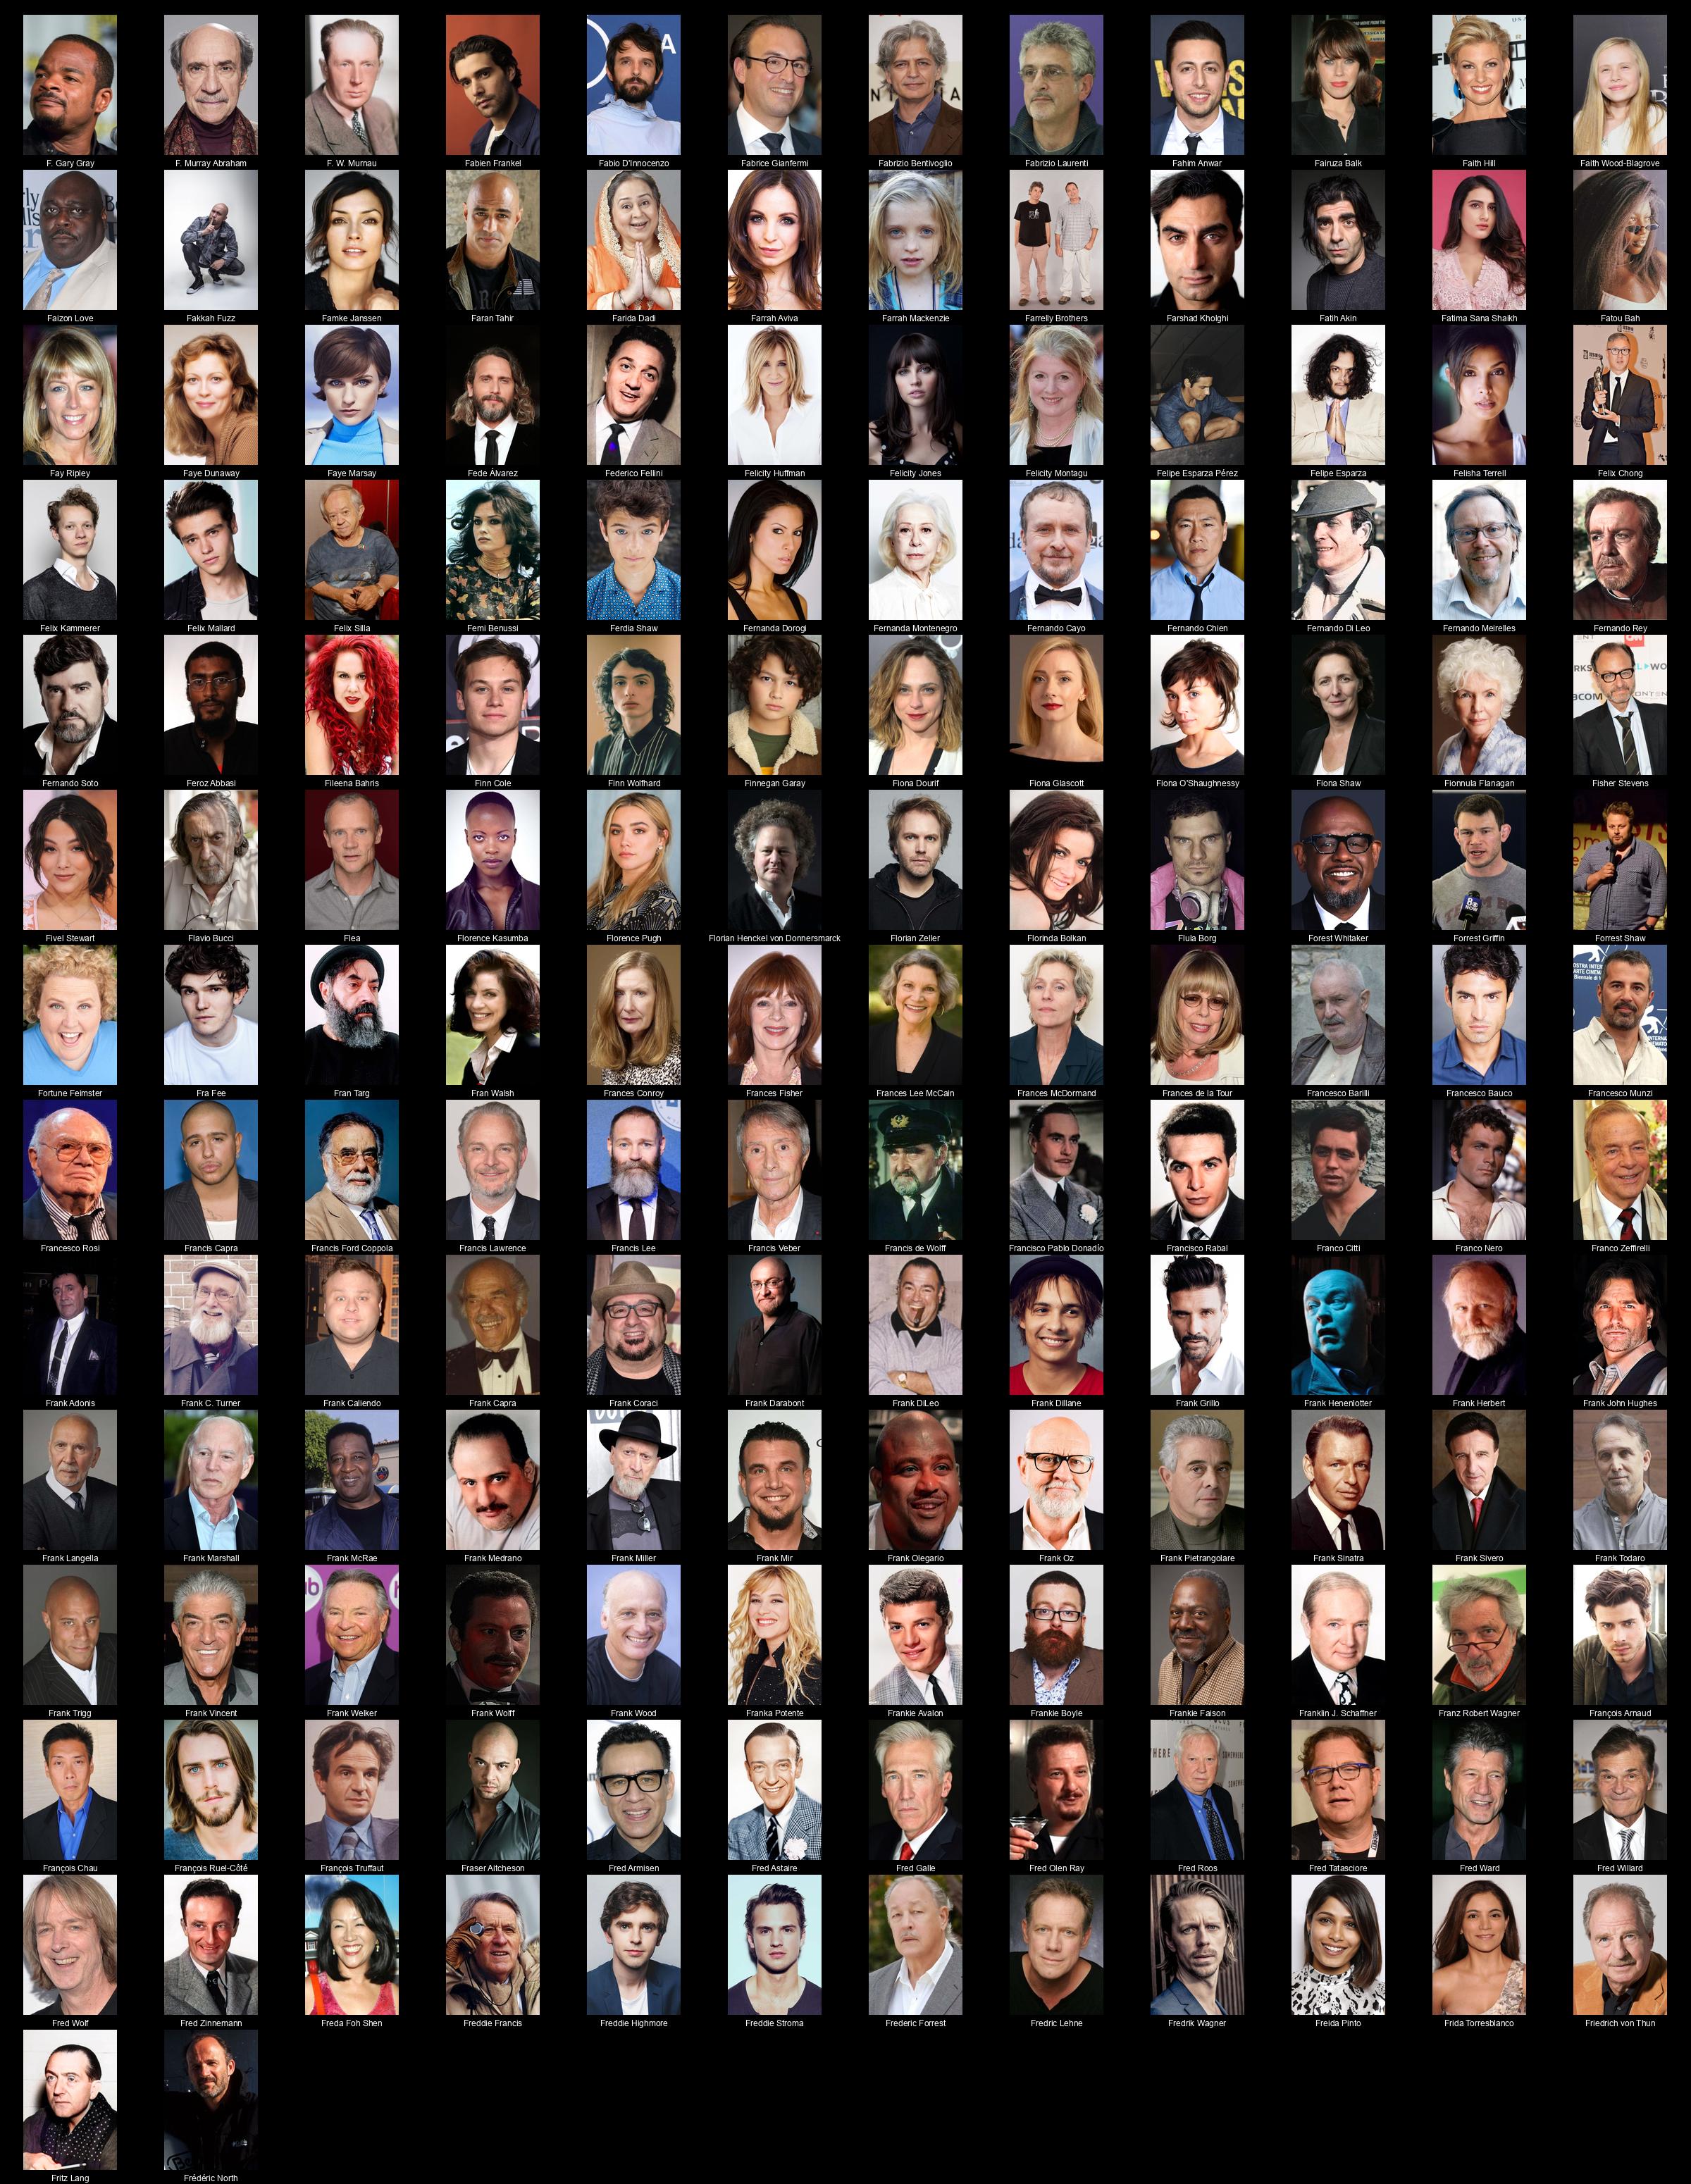 F. Gary Gray
F. Murray Abraham
F. W. Murnau
Fabien Frankel
Fabio D'Innocenzo
Fabrice Gianfermi
Fabrizio Bentivoglio
Fabrizio Laurenti
Fahim Anwar
Fairuza Balk
Faith Hill
Faith Wood-Blagrove
Faizon Love
Fakkah Fuzz
Famke Janssen
Faran Tahir
Farida Dadi
Farrah Aviva
Farrah Mackenzie
Farrelly Brothers
Farshad Kholghi
Fatih Akin
Fatima Sana Shaikh
Fatou Bah
Fay Ripley
Faye Dunaway
Faye Marsay
Fede Álvarez
Federico Fellini
Felicity Huffman
Felicity Jones
Felicity Montagu
Felipe Esparza Pérez
Felipe Esparza
Felisha Terrell
Felix Chong
Felix Kammerer
Felix Mallard
Felix Silla
Femi Benussi
Ferdia Shaw
Fernanda Dorogi
Fernanda Montenegro
Fernando Cayo
Fernando Chien
Fernando Di Leo
Fernando Meirelles
Fernando Rey
Fernando Soto
Feroz Abbasi
Fileena Bahris
Finn Cole
Finn Wolfhard
Finnegan Garay
Fiona Dourif
Fiona Glascott
Fiona O'Shaughnessy
Fiona Shaw
Fionnula Flanagan
Fisher Stevens
Fivel Stewart
Flavio Bucci
Flea
Florence Kasumba
Florence Pugh
Florian Henckel von Donnersmarck
Florian Zeller
Florinda Bolkan
Flula Borg
Forest Whitaker
Forrest Griffin
Forrest Shaw
Fortune Feimster
Fra Fee
Fran Targ
Fran Walsh
Frances Conroy
Frances Fisher
Frances Lee McCain
Frances McDormand
Frances de la Tour
Francesco Barilli
Francesco Bauco
Francesco Munzi
Francesco Rosi
Francis Capra
Francis Ford Coppola
Francis Lawrence
Francis Lee
Francis Veber
Francis de Wolff
Francisco Pablo Donadío
Francisco Rabal
Franco Citti
Franco Nero
Franco Zeffirelli
Frank Adonis
Frank C. Turner
Frank Caliendo
Frank Capra
Frank Coraci
Frank Darabont
Frank DiLeo
Frank Dillane
Frank Grillo
Frank Henenlotter
Frank Herbert
Frank John Hughes
Frank Langella
Frank Marshall
Frank McRae
Frank Medrano
Frank Miller
Frank Mir
Frank Olegario
Frank Oz
Frank Pietrangolare
Frank Sinatra
Frank Sivero
Frank Todaro
Frank Trigg
Frank Vincent
Frank Welker
Frank Wolff
Frank Wood
Franka Potente
Frankie Avalon
Frankie Boyle
Frankie Faison
Franklin J. Schaffner
Franz Robert Wagner
François Arnaud
François Chau
François Ruel-Côté
François Truffaut
Fraser Aitcheson
Fred Armisen
Fred Astaire
Fred Galle
Fred Olen Ray
Fred Roos
Fred Tatasciore
Fred Ward
Fred Willard
Fred Wolf
Fred Zinnemann
Freda Foh Shen
Freddie Francis
Freddie Highmore
Freddie Stroma
Frederic Forrest
Fredric Lehne
Fredrik Wagner
Freida Pinto
Frida Torresblanco
Friedrich von Thun
Fritz Lang
Frédéric North